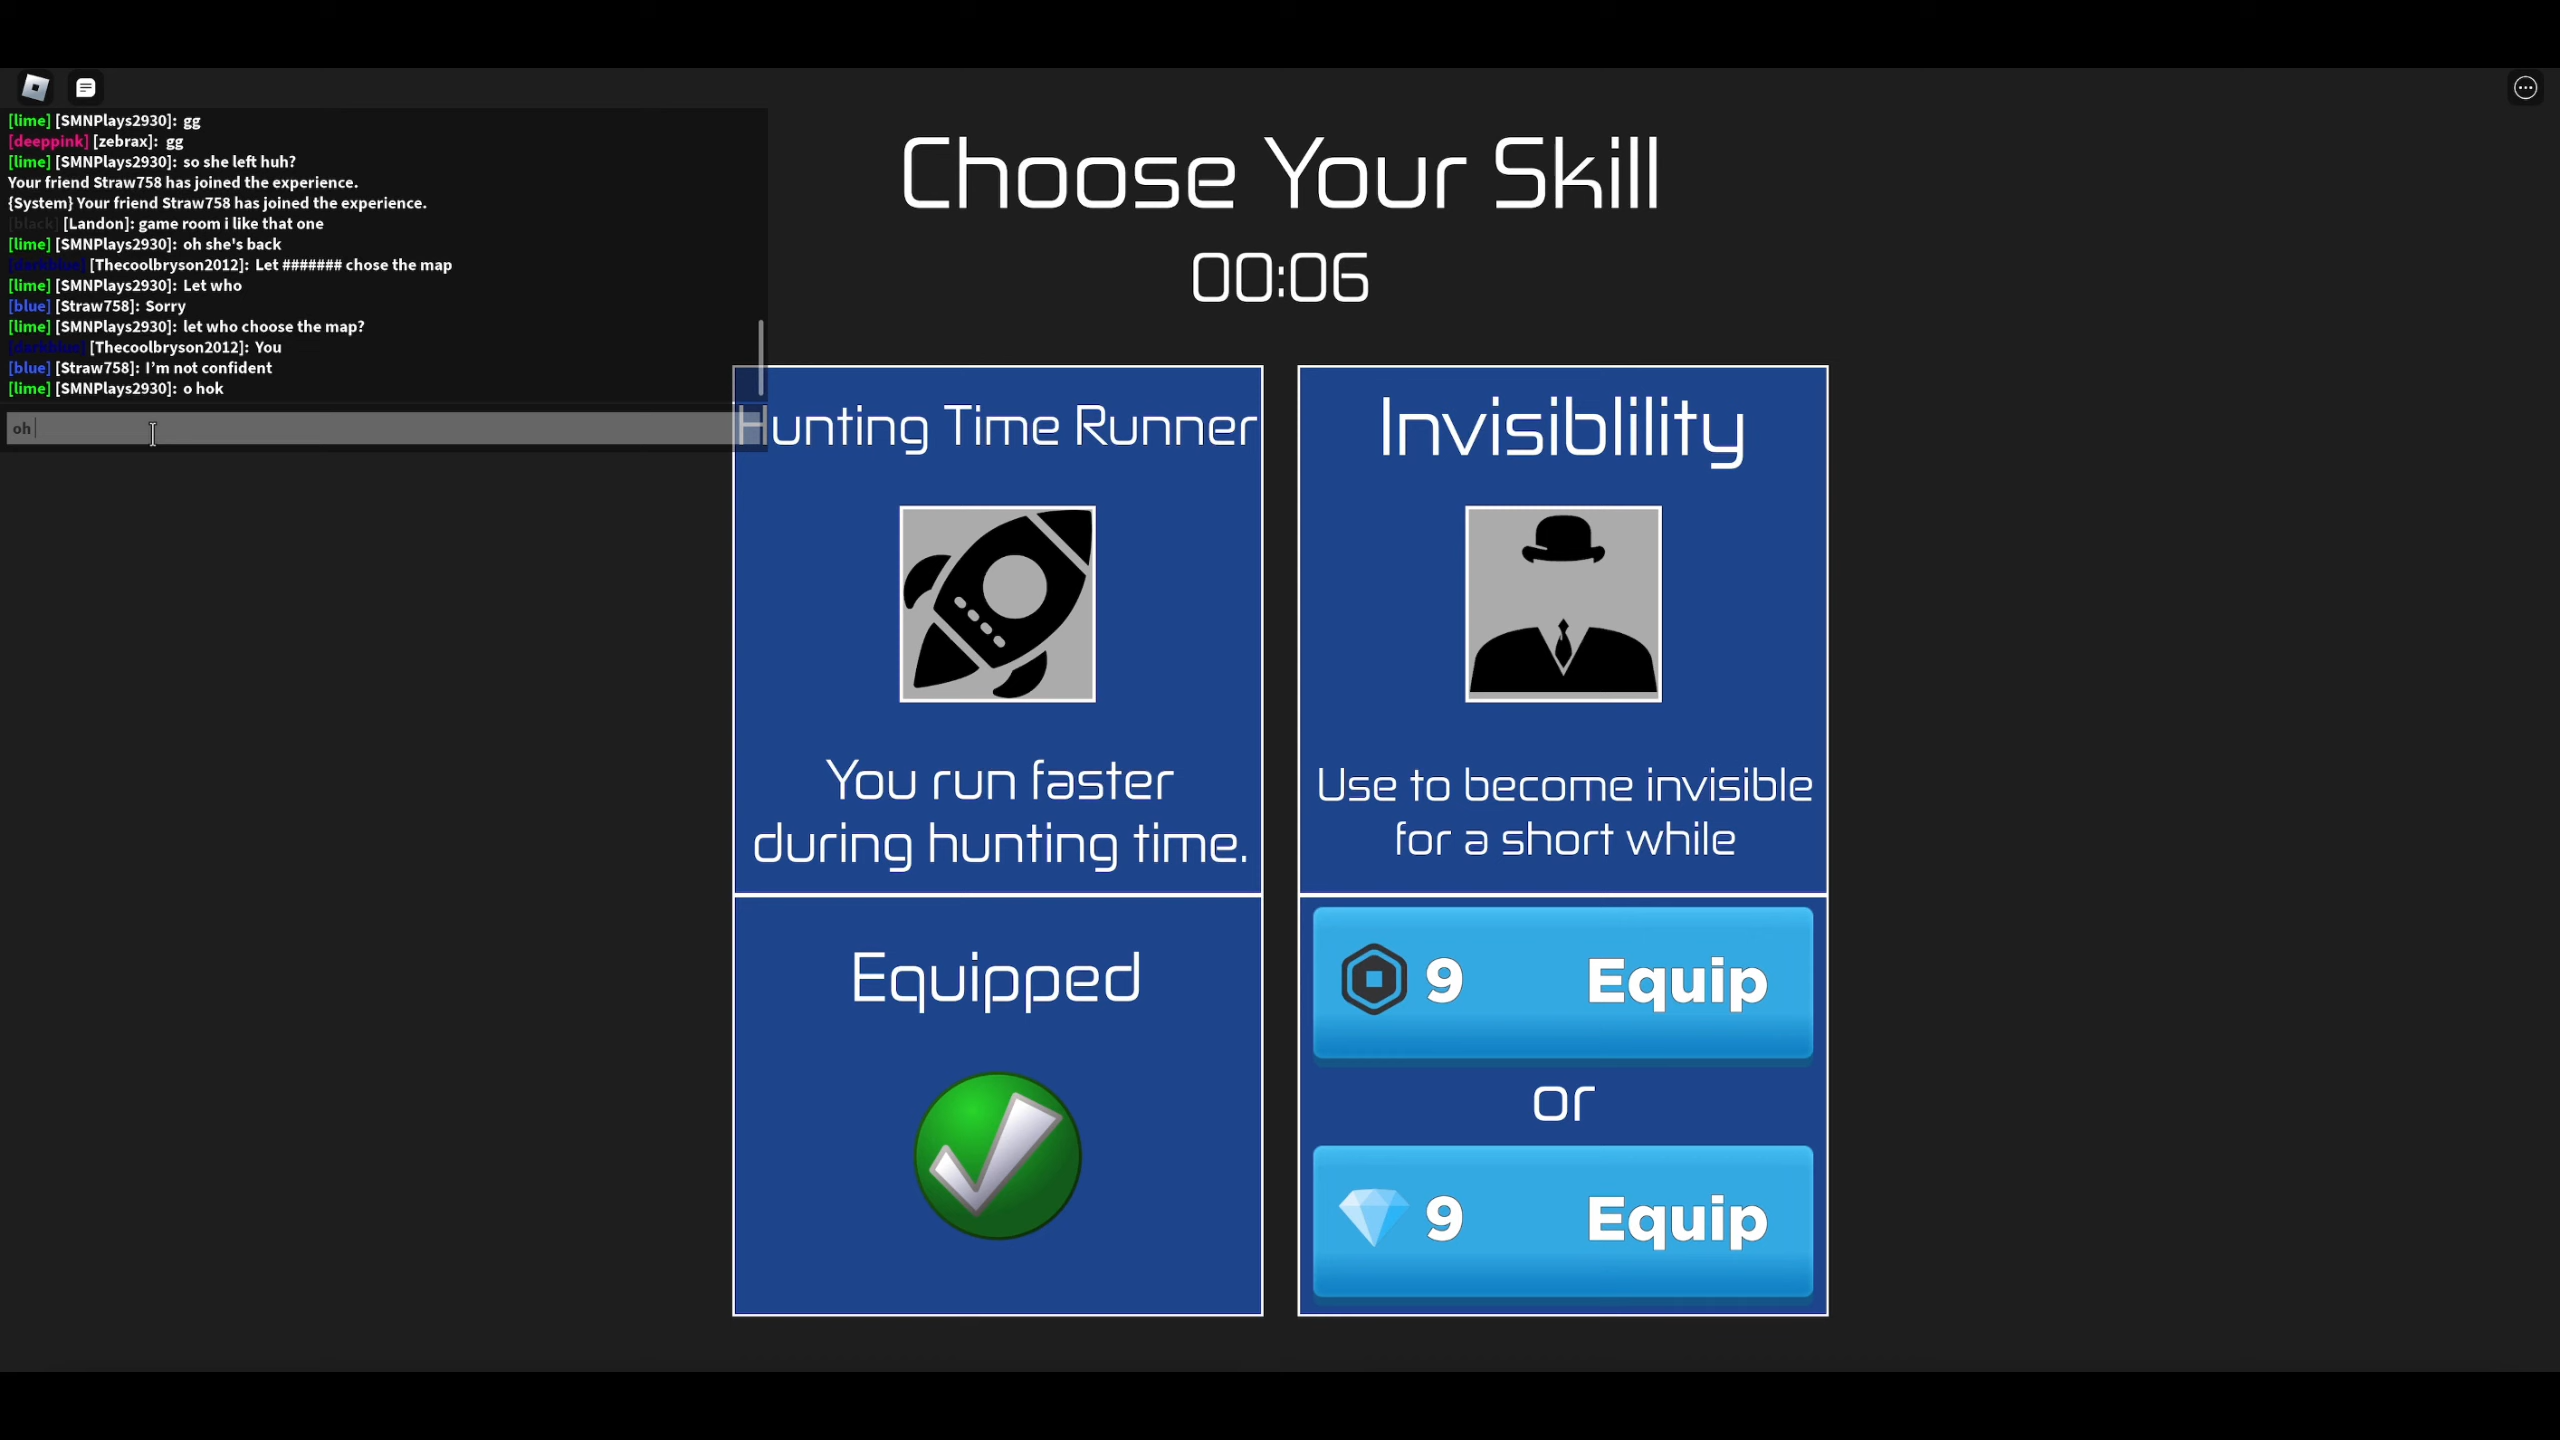 [lime] [SMNPlays2930]: gg
[deeppink] [zebrax]: gg
[lime] [SMNPlays2930]: so she left huh?
Your friend Straw758 has joined the experience.
{System} Your friend Straw758 has joined the experience.
[black] [Landon]: game room i like that one
[lime] [SMNPlays2930]: oh she's back
[darkblue] [Thecoolbryson2012]: Let ####### chose the map
[lime] [SMNPlays2930]: Let who
[blue] [Straw758]: Sorry
[lime] [SMNPlays2930]: let who choose the map?
[darkblue] [Thecoolbryson2012]: You
[blue] [Straw758]: I’m not confident
[lime] [SMNPlays2930]: o hok
oh
Choose Your Skill
00:06
Hunting Time Runner
You run faster
during hunting time.
Equipped
Invisiblility
Use to become invisible
for a short while
9 Equip
or
9 Equip